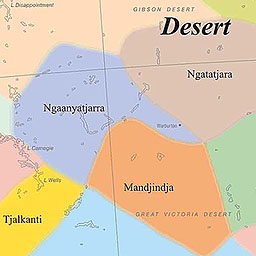 L Disappointment
GIBSON DESERT
Desert
Ngatatjara
Ngaanyatjarra
Warburton
L Carnegie
L Wells
Mandjindja
Tjalkanti
GREAT VICTORIA DESERT